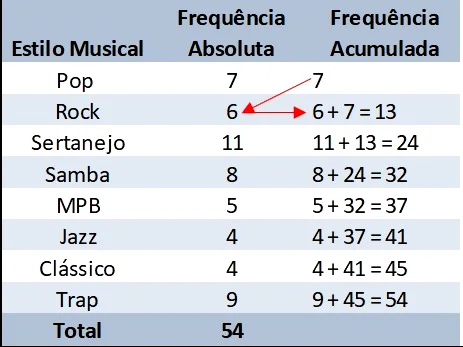 Estilo Musical Frequência Absoluta Frequência Acumulada
Pop 7 7
Rock 6 6 + 7 = 13
Sertanejo 11 11 + 13 = 24
Samba 8 8 + 24 = 32
MPB 5 5 + 32 = 37
Jazz 4 4 + 37 = 41
Clássico 4 4 + 41 = 45
Trap 9 9 + 45 = 54
Total 54